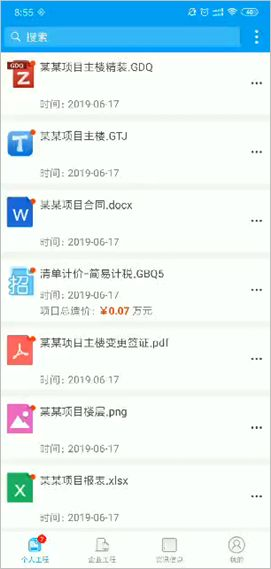 8:55
搜索
GDQ
某某项目主楼精装.GDQ
时间：2019-06-17
某某项目主楼.GTJ
时间：2019-06-17
W
某某项目合同.docx
时间：2019-06-17
招
清单计价-简易计税.GBQ5
时间：2019-06-17
项目总造价：￥0.07 万元
某某项目主楼变更签证.pdf
时间：2019-06-17
某某项目楼层.png
时间：2019-06-17
某某项目报表.xlsx
时间：2019-06-17
个人工程
企业工程
我的